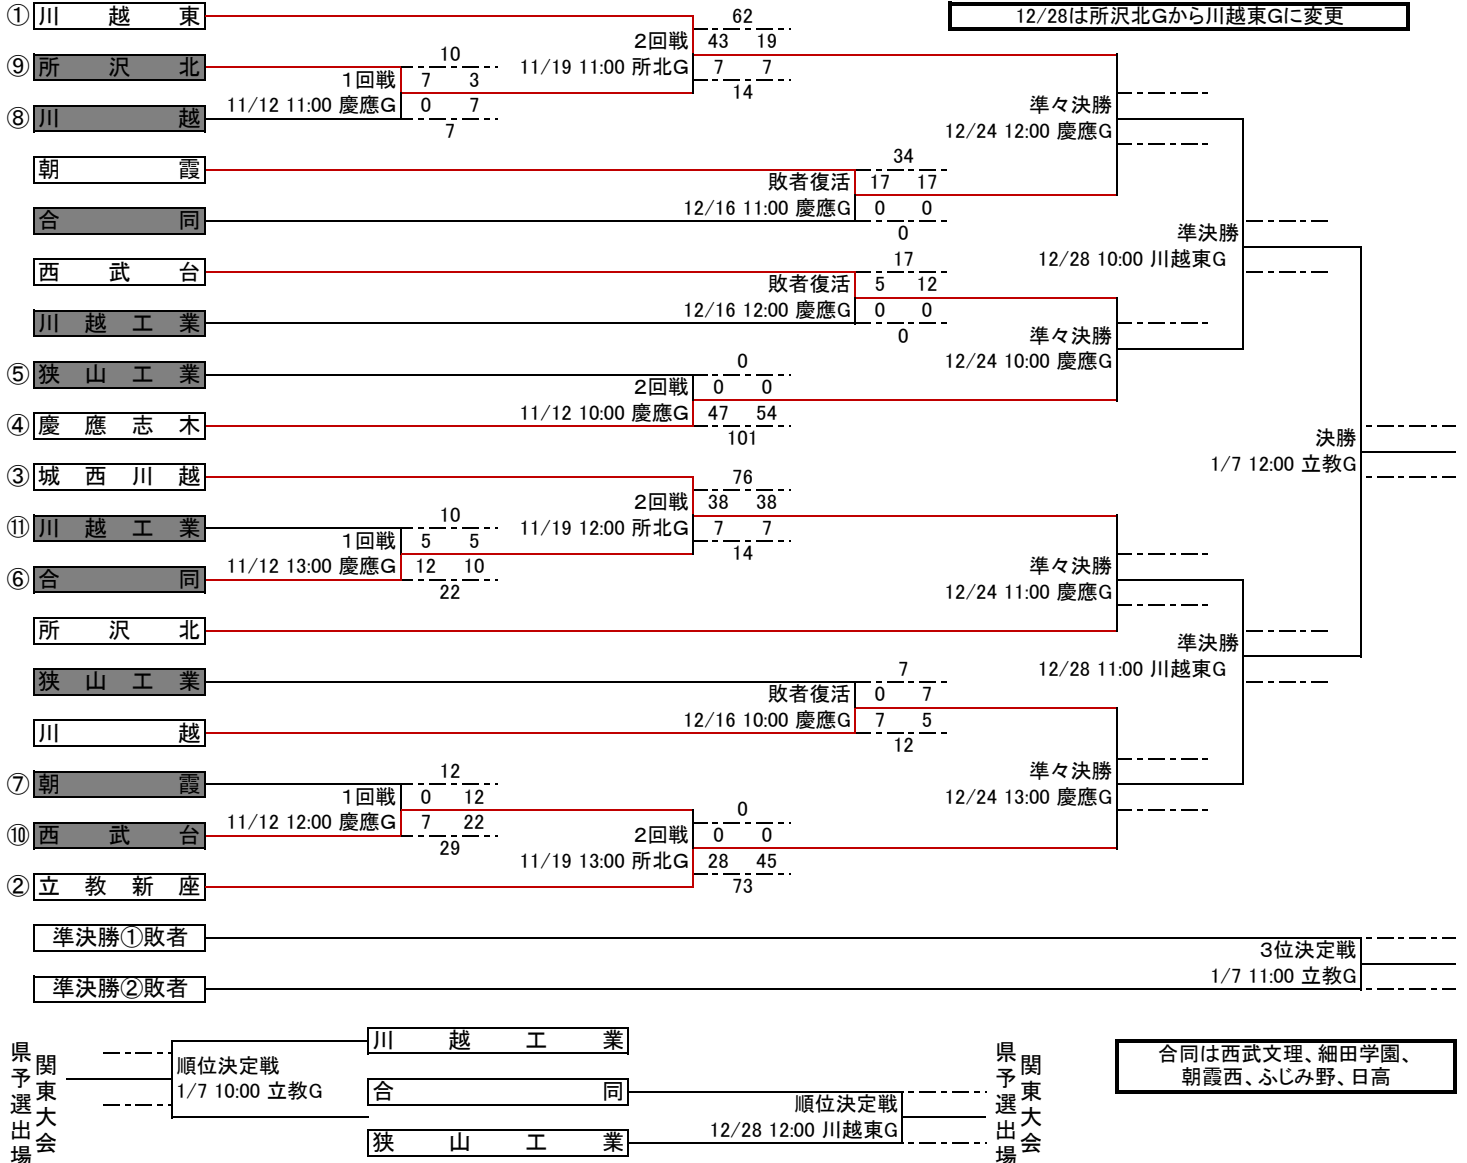 ① 川越東
12/28は所沢北Gから川越東Gに変更
62
2回戦 43 19
11/19 11:00 所北G 7 7
14
⑨ 所沢北
10
1回戦 7 3
11/12 11:00 慶應G 0 7
7
⑧ 川越
準々決勝
12/24 12:00 慶應G
朝霞
34
敗者復活 17 17
12/16 11:00 慶應G 0 0
0
合同
準決勝
12/28 10:00 川越東G
西武台
17
敗者復活 5 12
12/16 12:00 慶應G 0 0
0
川越工業
準々決勝
12/24 10:00 慶應G
⑤ 狭山工業
0
2回戦 0 0
11/12 10:00 慶應G 47 54
101
④ 慶應志木
決勝
1/7 12:00 立教G
③ 城西川越
76
2回戦 38 38
11/19 12:00 所北G 7 7
14
⑪ 川越工業
10
1回戦 5 5
11/12 13:00 慶應G 12 10
22
⑥ 合同
準々決勝
12/24 11:00 慶應G
所沢北
準決勝
12/28 11:00 川越東G
狭山工業
7
敗者復活 0 7
12/16 10:00 慶應G 7 5
12
川越
準々決勝
12/24 13:00 慶應G
⑦ 朝霞
12
1回戦 0 12
11/12 12:00 慶應G 7 22
29
⑩ 西武台
0
2回戦 0 0
11/19 13:00 所北G 28 45
73
② 立教新座
準決勝①敗者
3位決定戦
1/7 11:00 立教G
準決勝②敗者
関東大会
県予選出場
順位決定戦
1/7 10:00 立教G
川越工業
合同
狭山工業
順位決定戦
12/28 12:00 川越東G
関東大会
県予選出場
合同は西武文理、細田学園、
朝霞西、ふじみ野、日高